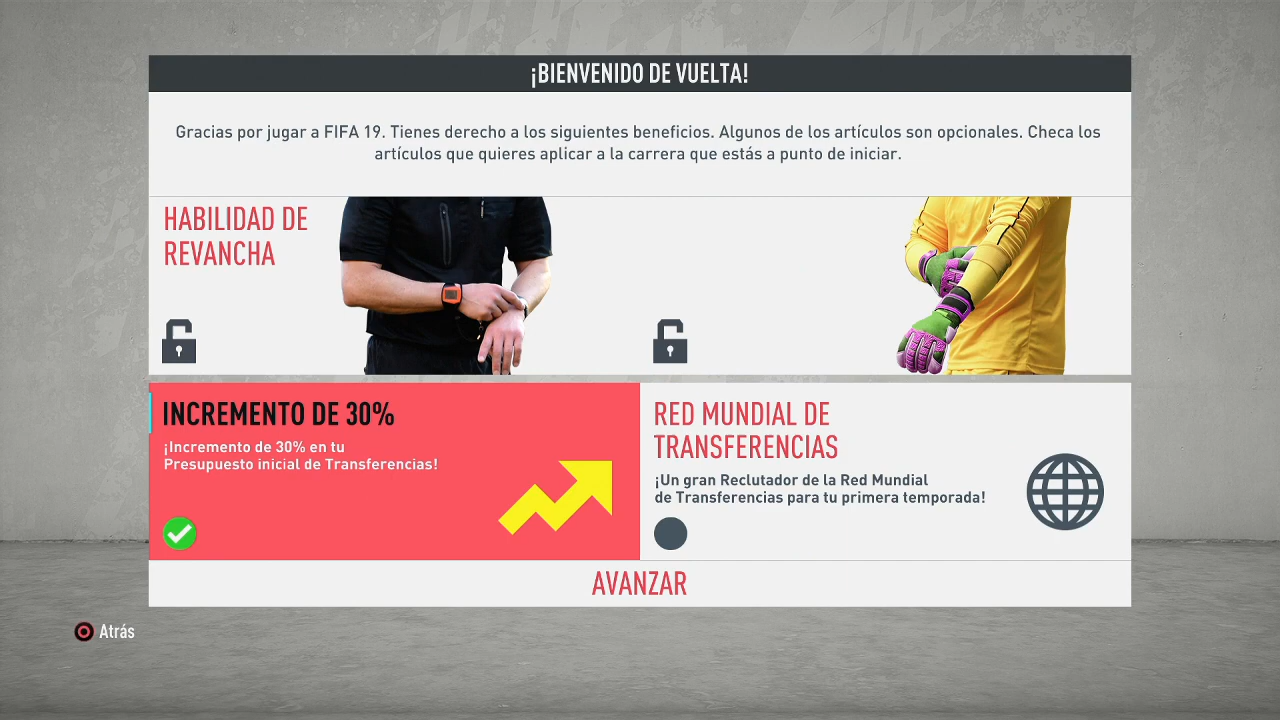 ¡BIENVENIDO DE VUELTA!
Gracias por jugar a FIFA 19. Tienes derecho a los siguientes beneficios. Algunos de los artículos son opcionales. Checa los
artículos que quieres aplicar a la carrera que estás a punto de iniciar.
HABILIDAD DE
REVANCHA
INCREMENTO DE 30%
¡Incremento de 30% en tu
Presupuesto inicial de Transferencias!
RED MUNDIAL DE
TRANSFERENCIAS
¡Un gran Reclutador de la Red Mundial
de Transferencias para tu primera temporada!
AVANZAR
Atrás